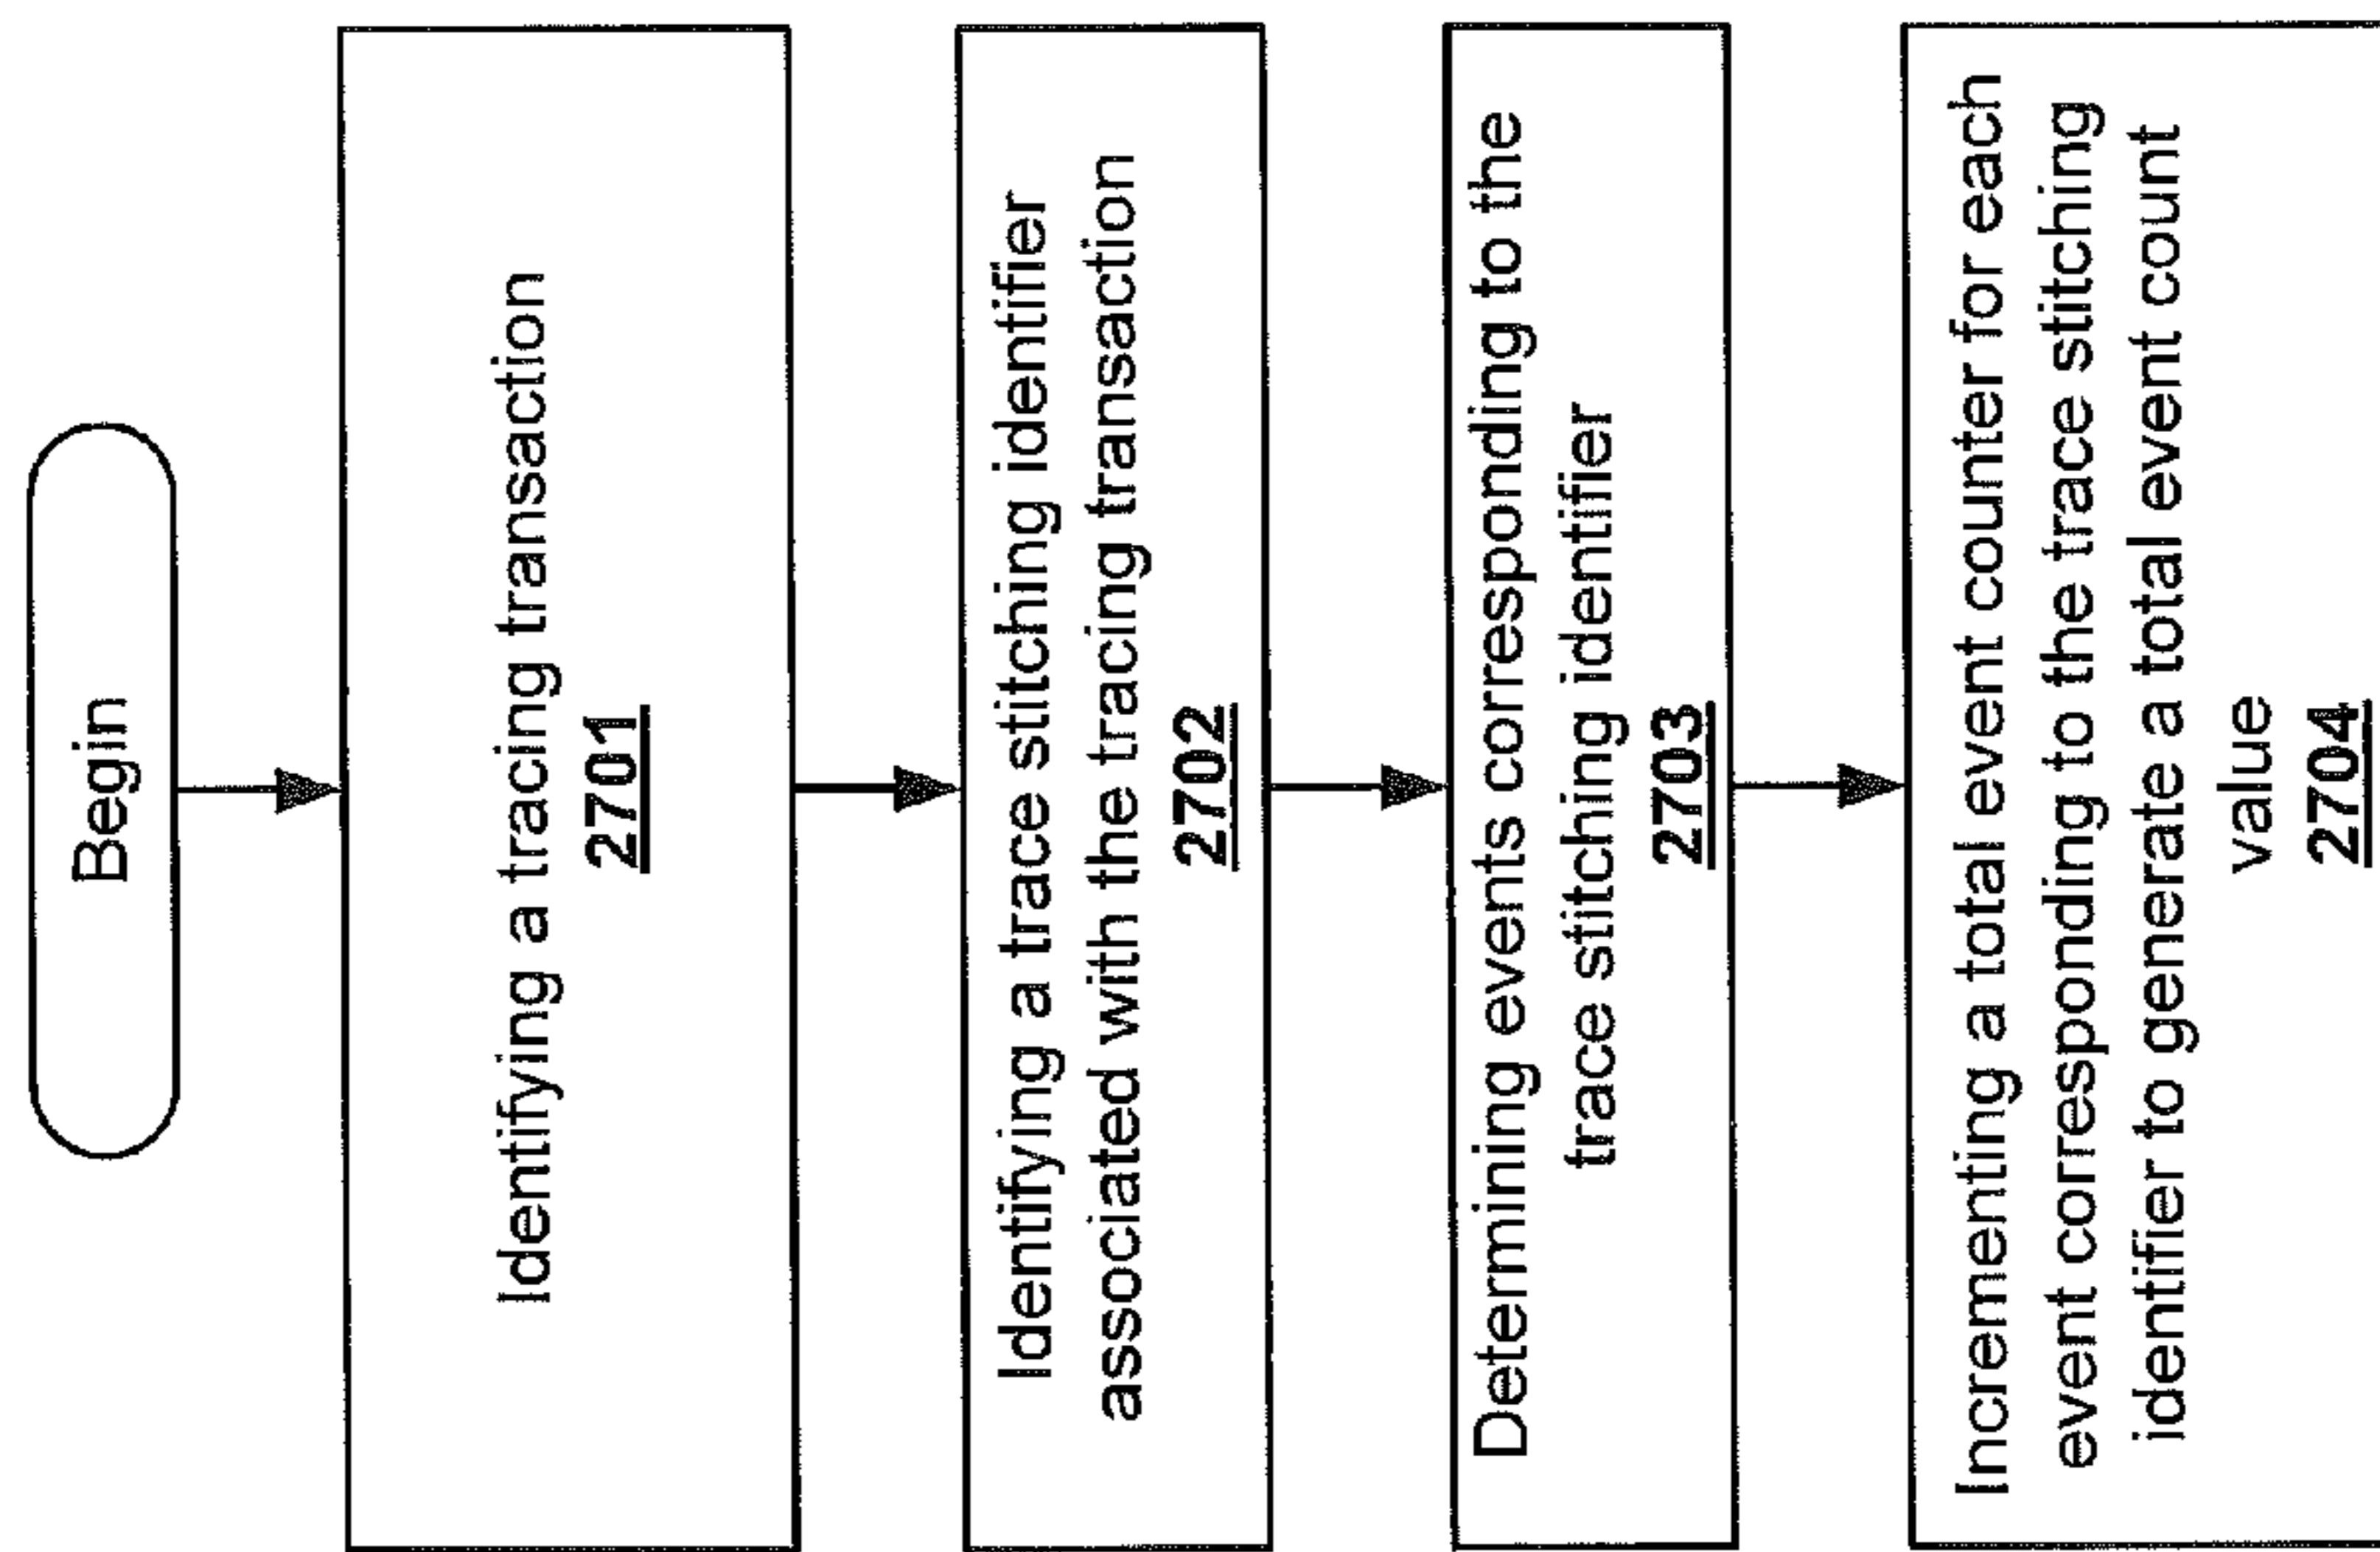 Begin
Identifying a tracing transaction
2701
Identifying a trace stitching identifier
associated with the tracing transaction
2702
Determining events corresponding to the
trace stitching identifier
2703
Incrementing a total event counter for each
event corresponding to the trace stitching
identifier to generate a total event count
value
2704